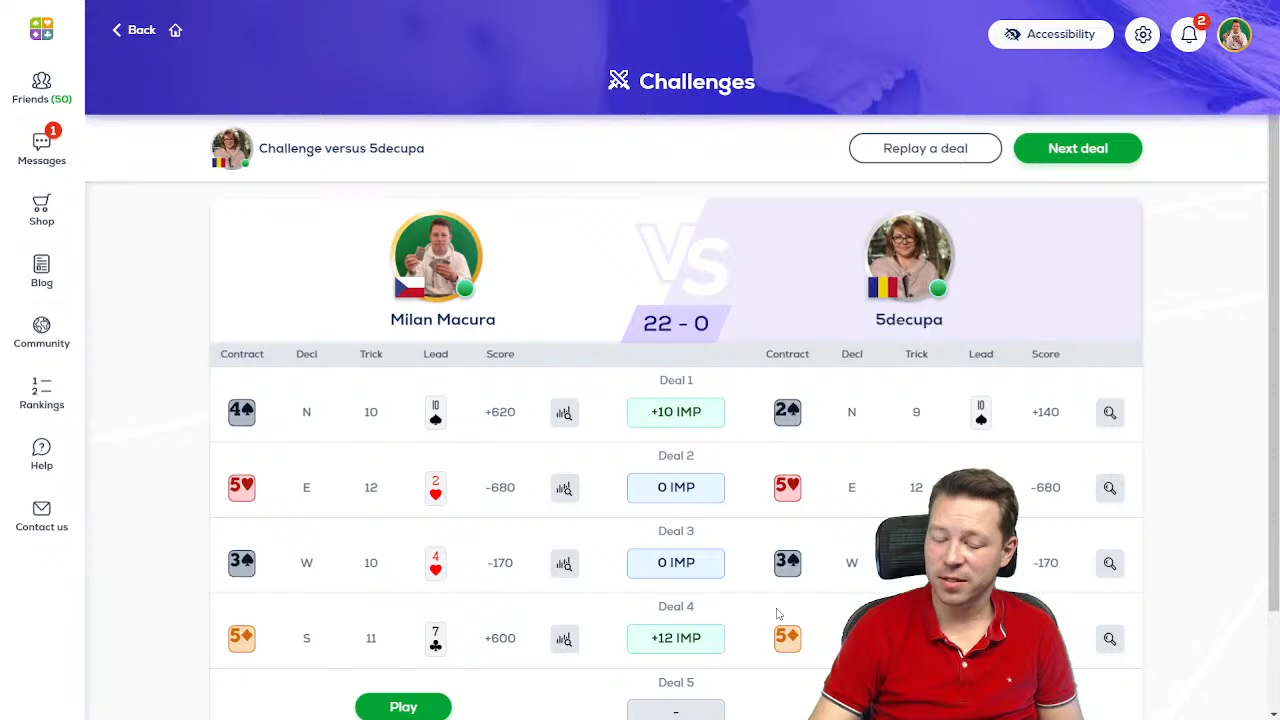 Back
Accessibility
2
Friends (50)
Challenges
1
Messages
Challenge versus 5decupa
Replay a deal
Next deal
Shop
VS
Blog
Milan Macura
22 - 0
5decupa
Community
Contract Decl Trick Lead Score Contract Decl Trick Lead Score
Deal 1
1
2
Rankings
4♠ N 10 10♠ +620 +10 IMP 2♠ N 9 10♠ +140
Deal 2
Help
5♥ E 12 2♥ -680 0 IMP 5♥ E 12 -680
Contact us
Deal 3
3♠ W 10 4♥ -170 0 IMP 3♠ W -170
Deal 4
5♦ S 11 7♣ +600 +12 IMP 5♦
Deal 5
Play -